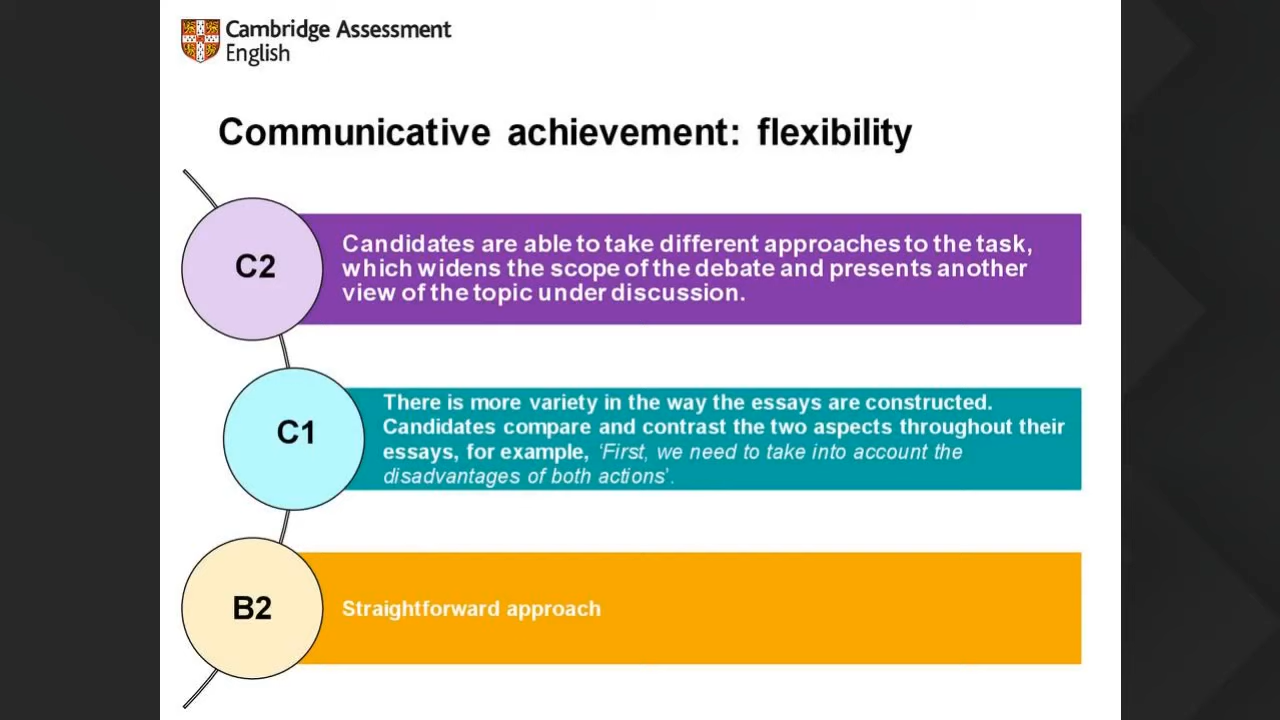 Cambridge Assessment
English
Communicative achievement: flexibility
C2
Candidates are able to take different approaches to the task,
which widens the scope of the debate and presents another
view of the topic under discussion.
C1
There is more variety in the way the essays are constructed.
Candidates compare and contrast the two aspects throughout their
essays, for example, ‘First, we need to take into account the
disadvantages of both actions’.
B2
Straightforward approach